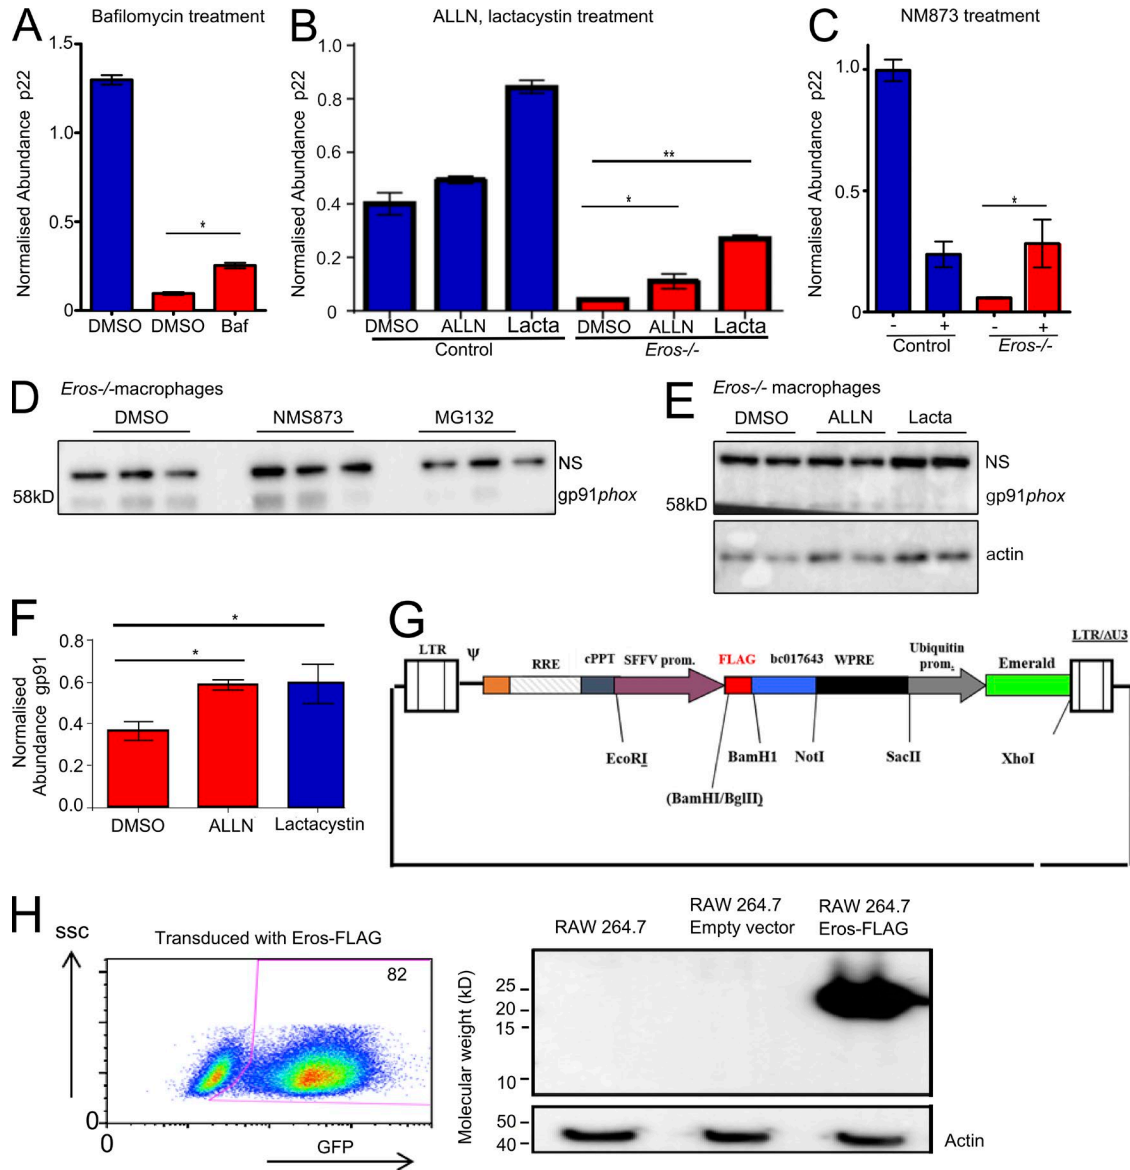 A
Bafilomycin treatment
Normalised Abundance p22
1.5
1.0
0.5
0
*
DMSO DMSO Baf
B
ALLN, lactacystin treatment
Normalised Abundance p22
1.0
0.8
0.6
0.4
0.2
0
**
*
DMSO ALLN Lacta DMSO ALLN Lacta
Control Eros-/-
C
NM873 treatment
Normalised Abundance p22
1.0
0.5
0
*
- + - +
Control Eros-/-
D
Eros-/-macrophages
DMSO NMS873 MG132
NS
58kD
gp91phox
E
Eros-/- macrophages
DMSO ALLN Lacta
NS
gp91phox
58kD
actin
F
Normalised
Abundance gp91
0.8
0.6
0.4
0.2
0.0
*
*
DMSO ALLN Lactacystin
G
LTR Ψ RRE cPPT SFFV prom. FLAG bc017643 WPRE Ubiquitin
prom. Emerald LTR/ΔU3
EcoRI BamH1 NotI SacII XhoI
(BamHI/BglII)
H
ssc
Transduced with Eros-FLAG
82
0
0
GFP
RAW 264.7
RAW 264.7
Empty vector
RAW 264.7
Eros-FLAG
Molecular weight (kD)
25
20
15
10
50
40
Actin